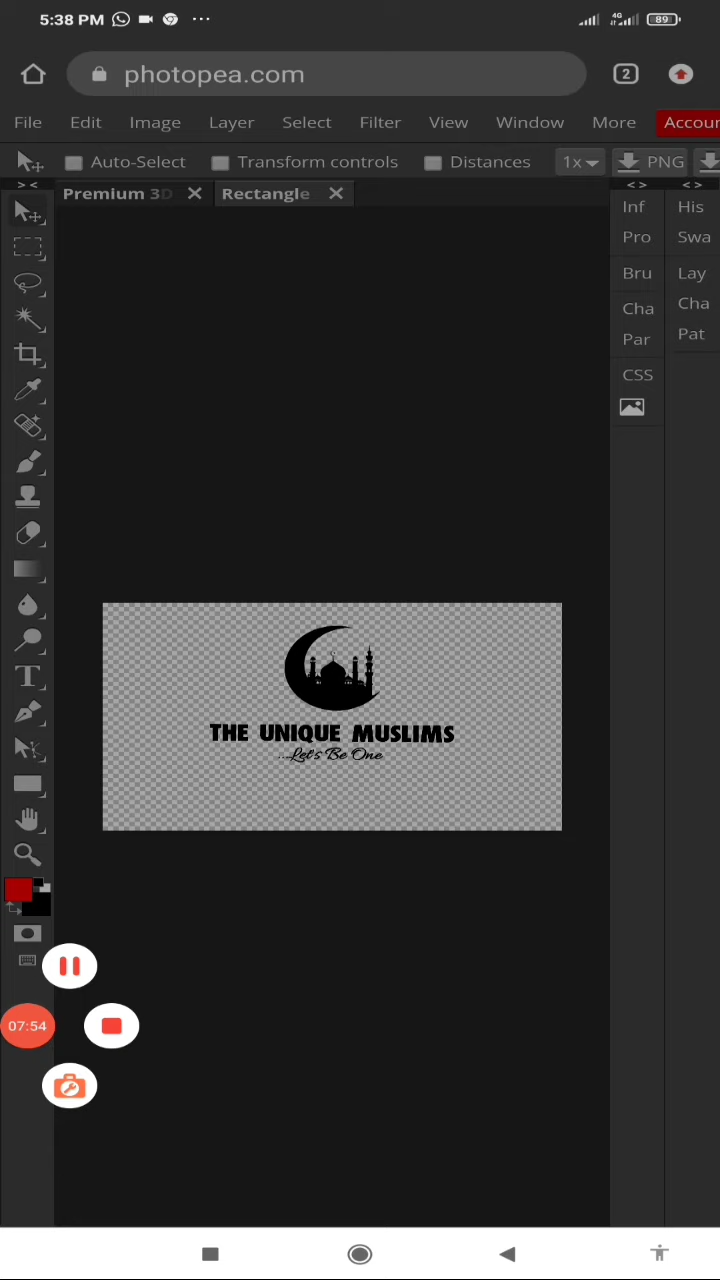 5:38 PM 4G 89
photopea.com 2
File Edit Image Layer Select Filter View Window More Accour
Auto-Select Transform controls Distances 1x PNG
> < < > < >
Premium 3D Rectangle
Inf His
Pro Swa
Bru Lay
Cha Cha
Par Pat
CSS
THE UNIQUE MUSLIMS
...Let's Be One
T
07:54